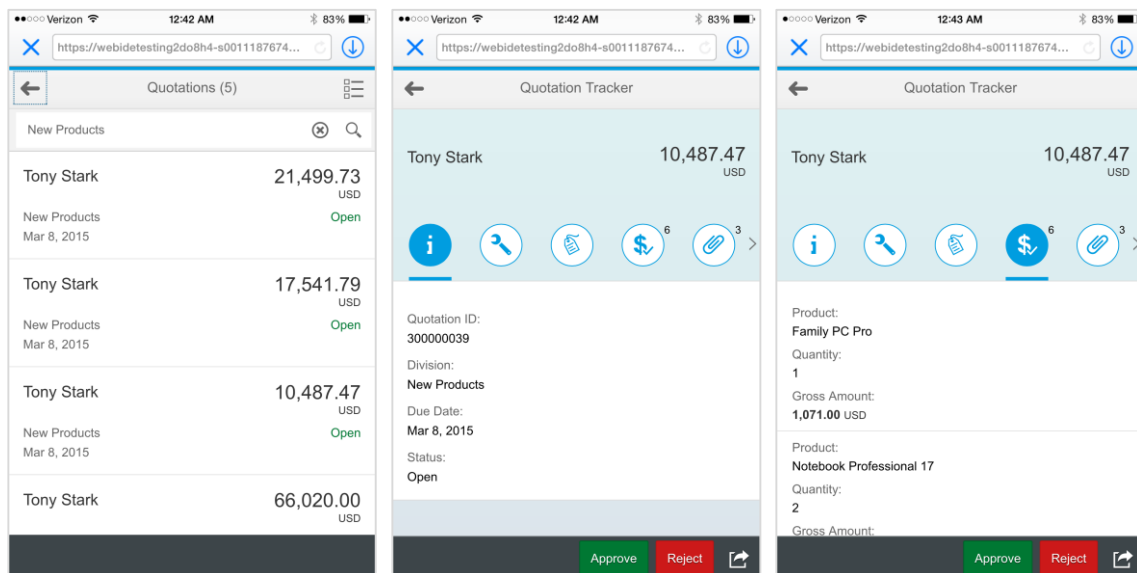 Verizon 12:42 AM 83%
https://webidetesting2do8h4-s0011187674...
Quotations (5)
New Products
Tony Stark 21,499.73
USD
New Products Open
Mar 8, 2015
Tony Stark 17,541.79
USD
New Products Open
Mar 8, 2015
Tony Stark 10,487.47
USD
New Products Open
Mar 8, 2015
Tony Stark 66,020.00
USD
Verizon 12:42 AM 83%
https://webidetesting2do8h4-s0011187674...
Quotation Tracker
Tony Stark 10,487.47
USD
6 3
Quotation ID:
300000039
Division:
New Products
Due Date:
Mar 8, 2015
Status:
Open
Approve Reject
Verizon 12:43 AM 83%
https://webidetesting2do8h4-s0011187674...
Quotation Tracker
Tony Stark 10,487.47
USD
6 3
Product:
Family PC Pro
Quantity:
1
Gross Amount:
1,071.00 USD
Product:
Notebook Professional 17
Quantity:
2
Gross Amount:
Approve Reject